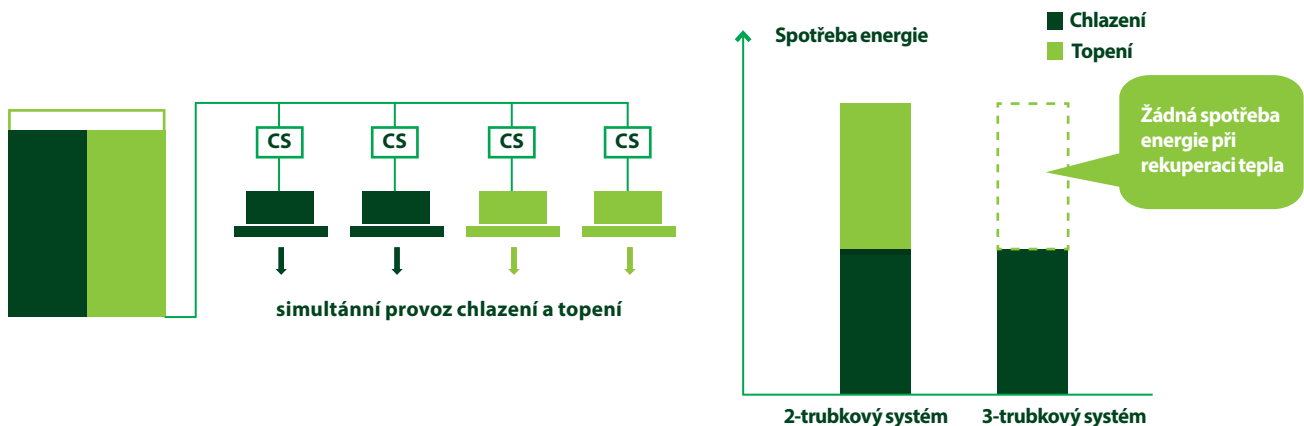 CS
CS
CS
CS
simultánní provoz chlazení a topení
Spotřeba energie
Chlazení
Topení
Žádná spotřeba
energie při
rekuperaci tepla
2-trubkový systém
3-trubkový systém